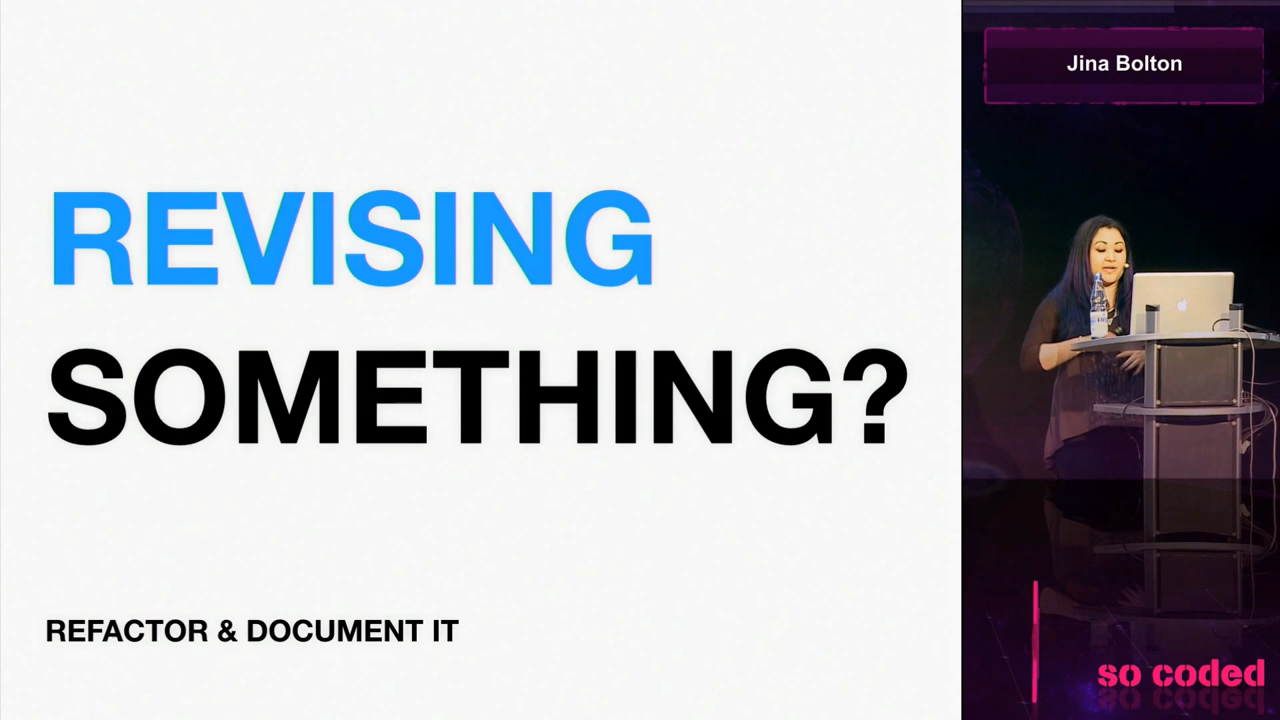 REVISING
SOMETHING?
REFACTOR & DOCUMENT IT
Jina Bolton
so coded